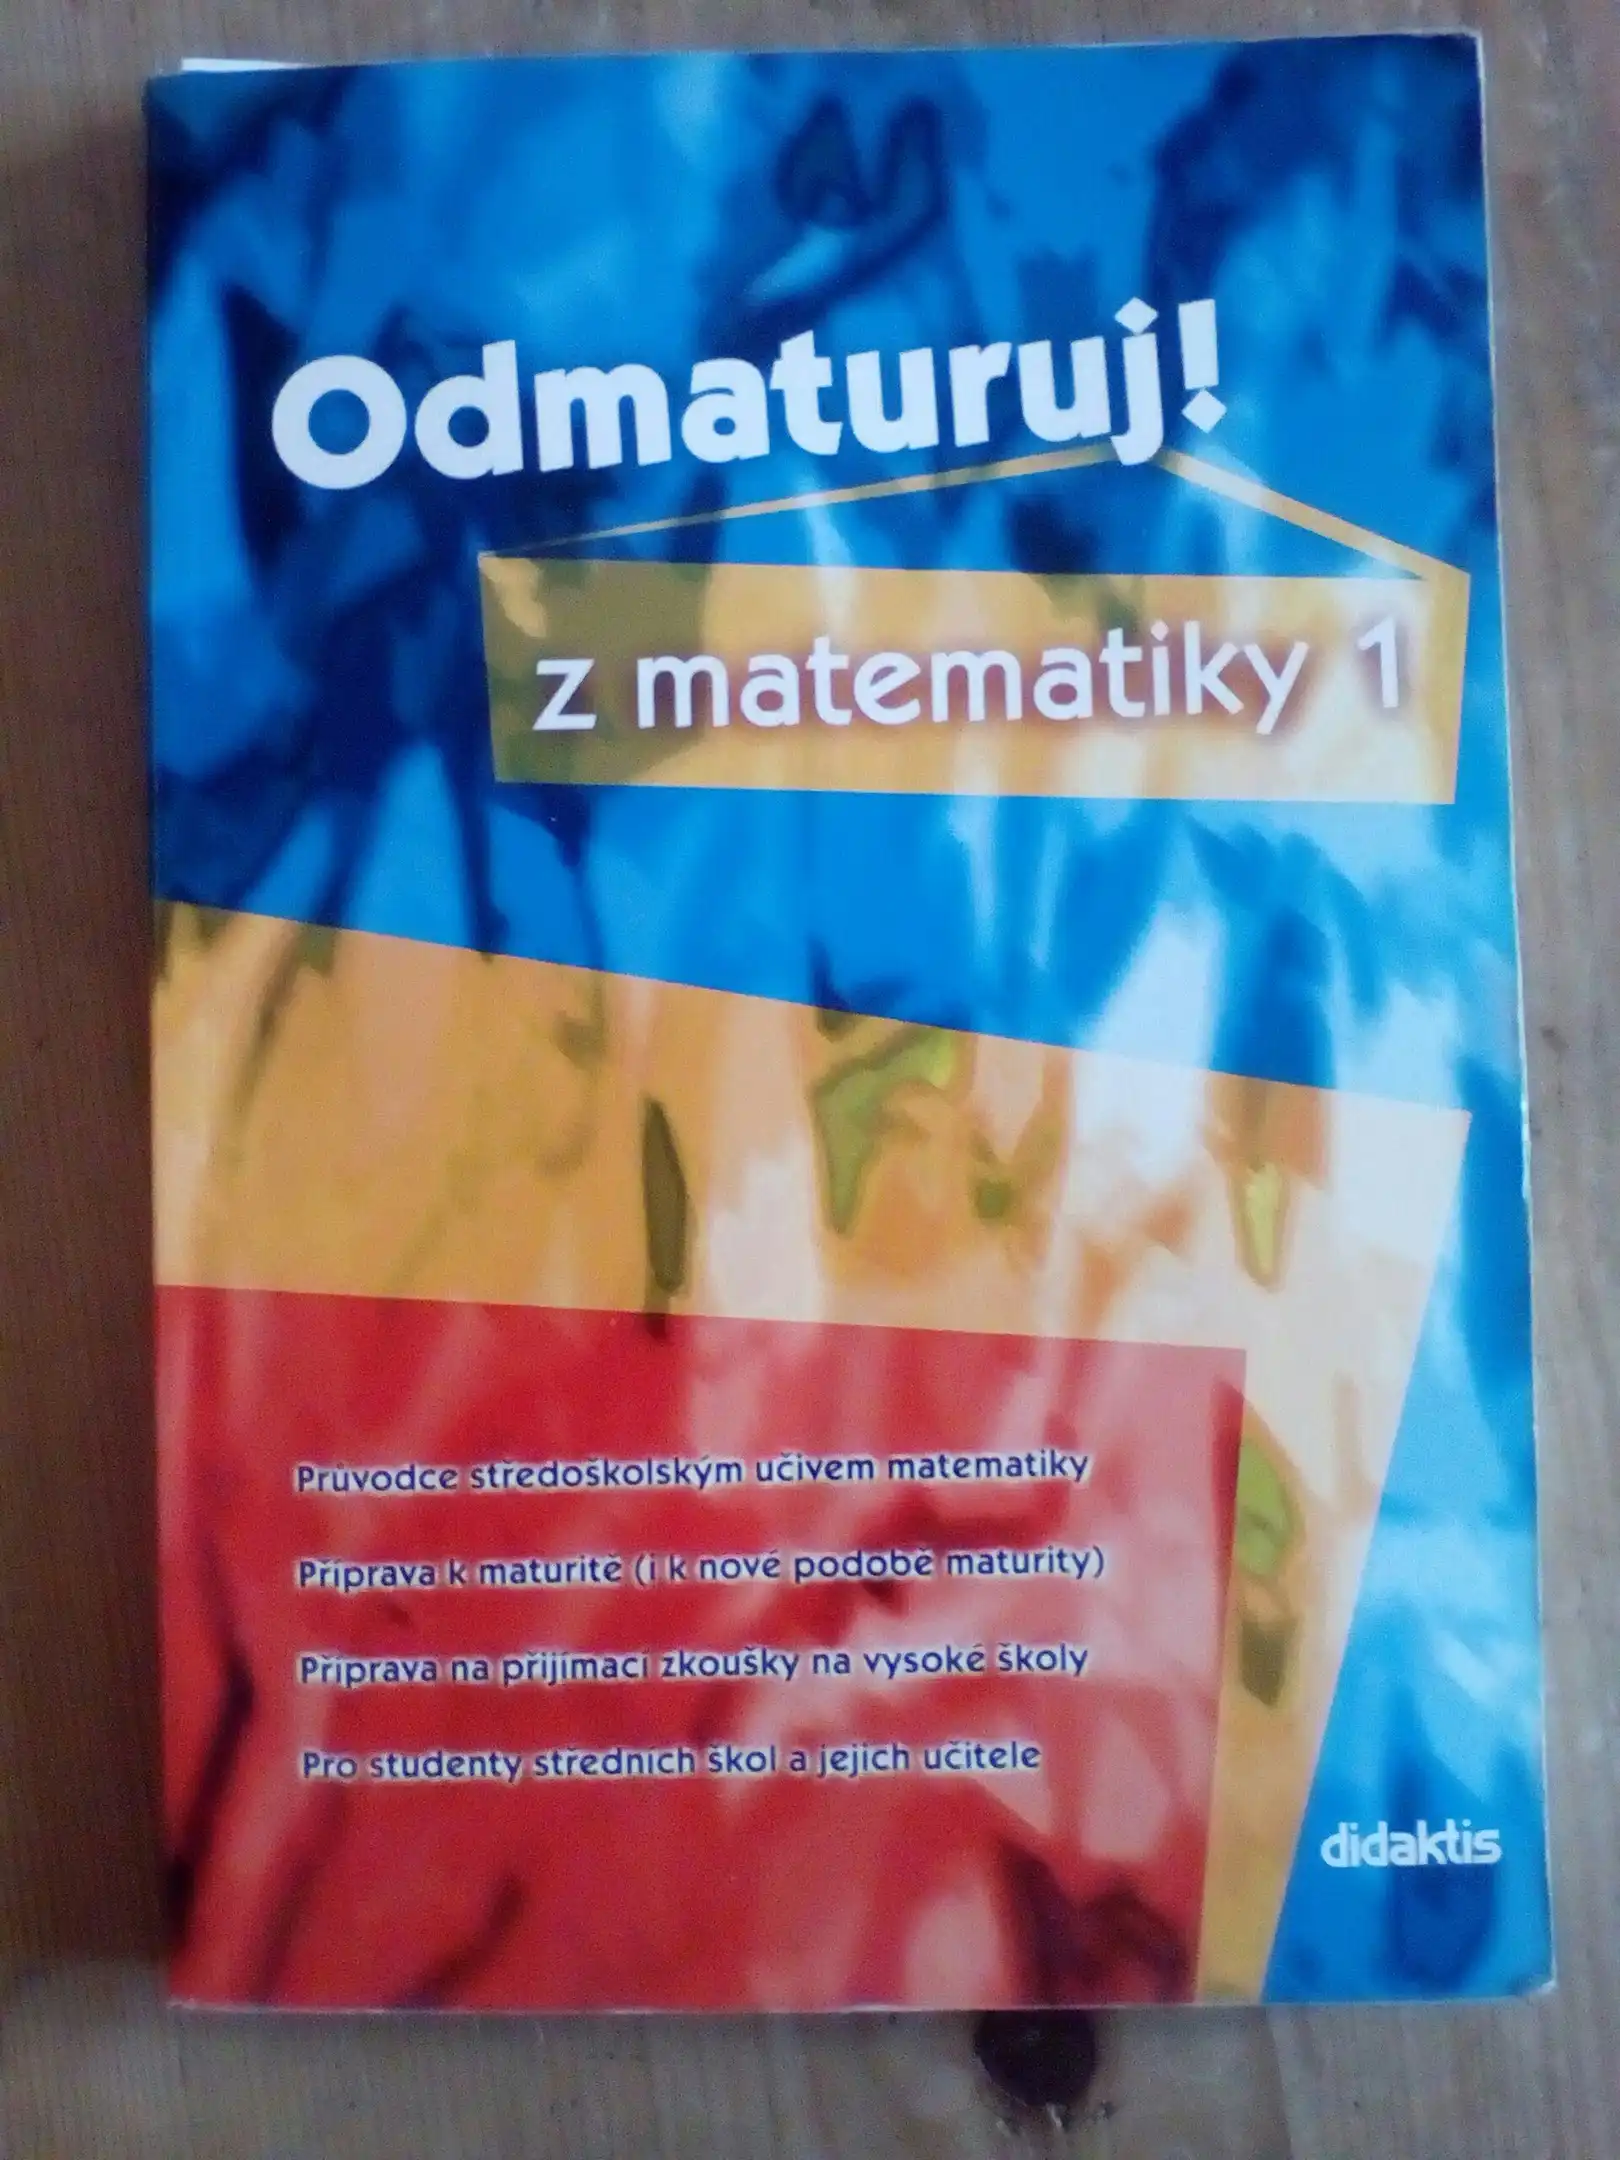 Odmaturuj!
z matematiky 1
Průvodce středoškolským učivem matematiky
Příprava k maturitě (i k nové podobě maturity)
Příprava na přijímací zkoušky na vysoké školy
Pro studenty středních škol a jejich učitele
didaktis